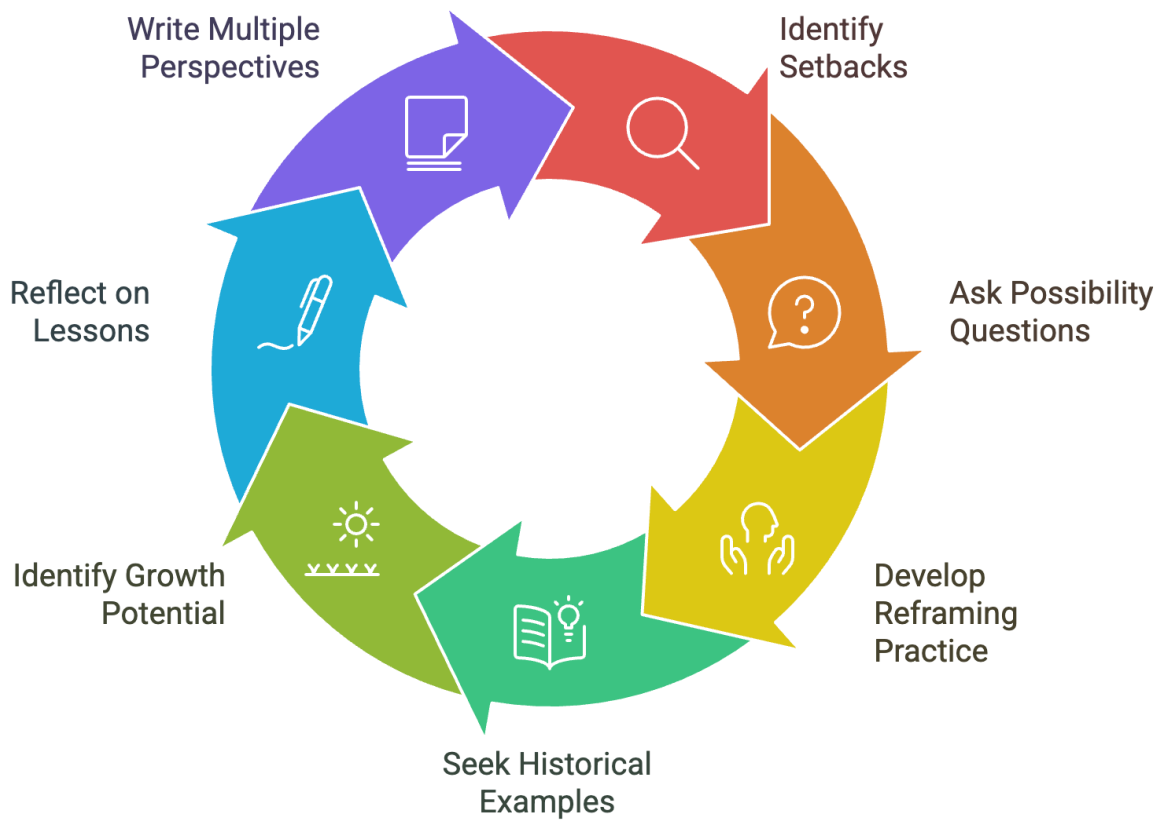 Write Multiple
Perspectives
Identify
Setbacks
Ask Possibility
Questions
Develop
Reframing
Practice
Seek Historical
Examples
Identify Growth
Potential
Reflect on
Lessons
?